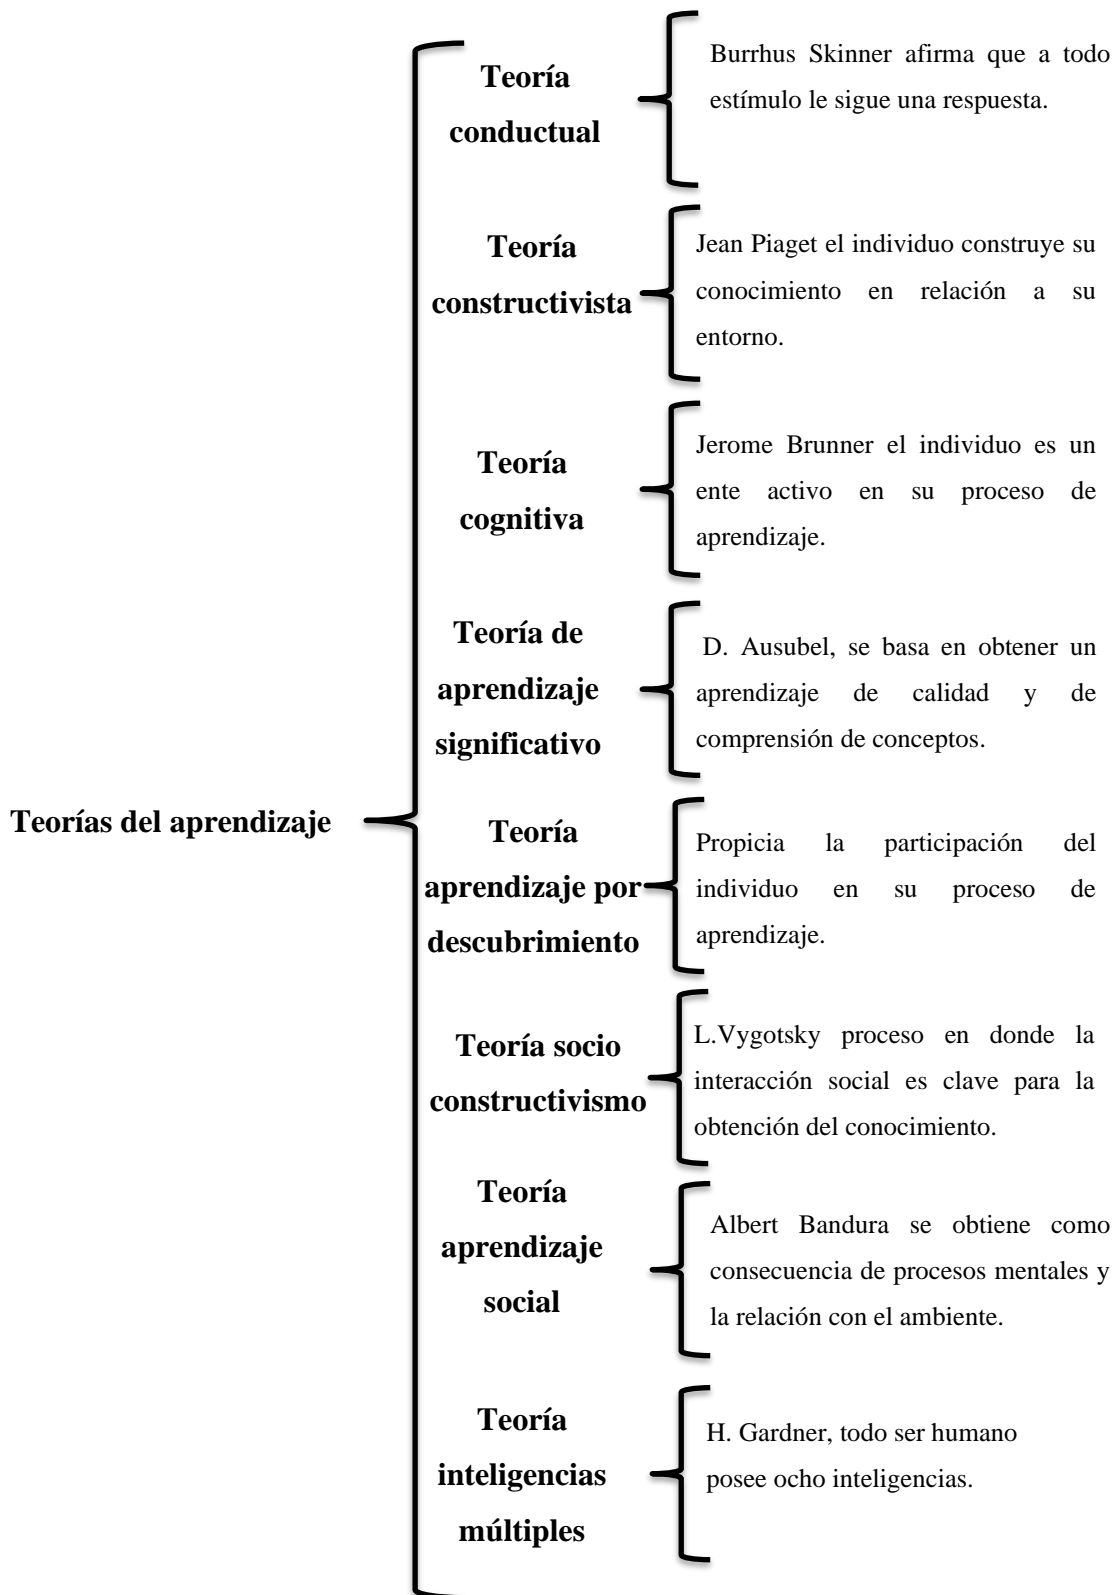 Teorías del aprendizaje
Teoría
conductual
Burrhus Skinner afirma que a todo
estímulo le sigue una respuesta.
Teoría
constructivista
Jean Piaget el individuo construye su
conocimiento en relación a su
entorno.
Teoría
cognitiva
Jerome Brunner el individuo es un
ente activo en su proceso de
aprendizaje.
Teoría de
aprendizaje
significativo
D. Ausubel, se basa en obtener un
aprendizaje de calidad y de
comprensión de conceptos.
Teoría
aprendizaje por
descubrimiento
Propicia la participación del
individuo en su proceso de
aprendizaje.
Teoría socio
constructivismo
L.Vygotsky proceso en donde la
interacción social es clave para la
obtención del conocimiento.
Teoría
aprendizaje
social
Albert Bandura se obtiene como
consecuencia de procesos mentales y
la relación con el ambiente.
Teoría
inteligencias
múltiples
H. Gardner, todo ser humano
posee ocho inteligencias.